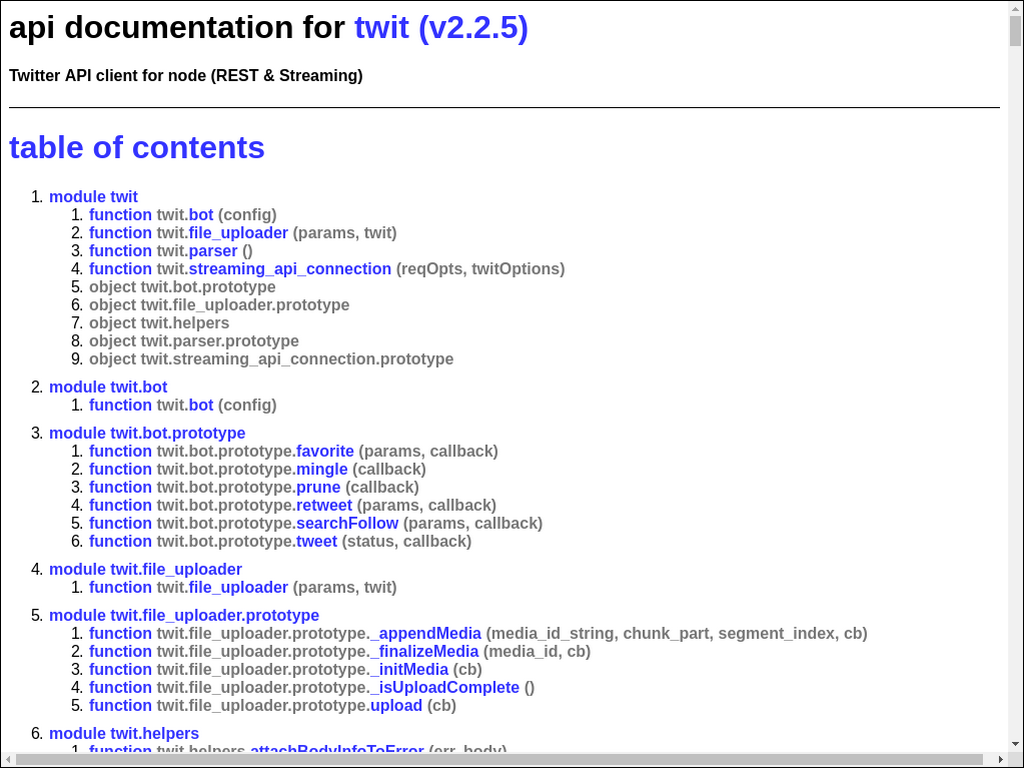 api documentation for twit (v2.2.5)
Twitter API client for node (REST & Streaming)
table of contents
1. module twit
1. function twit.bot (config)
2. function twit.file_uploader (params, twit)
3. function twit.parser ()
4. function twit.streaming_api_connection (reqOpts, twitOptions)
5. object twit.bot.prototype
6. object twit.file_uploader.prototype
7. object twit.helpers
8. object twit.parser.prototype
9. object twit.streaming_api_connection.prototype
2. module twit.bot
1. function twit.bot (config)
3. module twit.bot.prototype
1. function twit.bot.prototype.favorite (params, callback)
2. function twit.bot.prototype.mingle (callback)
3. function twit.bot.prototype.prune (callback)
4. function twit.bot.prototype.retweet (params, callback)
5. function twit.bot.prototype.searchFollow (params, callback)
6. function twit.bot.prototype.tweet (status, callback)
4. module twit.file_uploader
1. function twit.file_uploader (params, twit)
5. module twit.file_uploader.prototype
1. function twit.file_uploader.prototype._appendMedia (media_id_string, chunk_part, segment_index, cb)
2. function twit.file_uploader.prototype._finalizeMedia (media_id, cb)
3. function twit.file_uploader.prototype._initMedia (cb)
4. function twit.file_uploader.prototype._isUploadComplete ()
5. function twit.file_uploader.prototype.upload (cb)
6. module twit.helpers
1. function twit.helpers.attachBodyInfoToError (err, body)